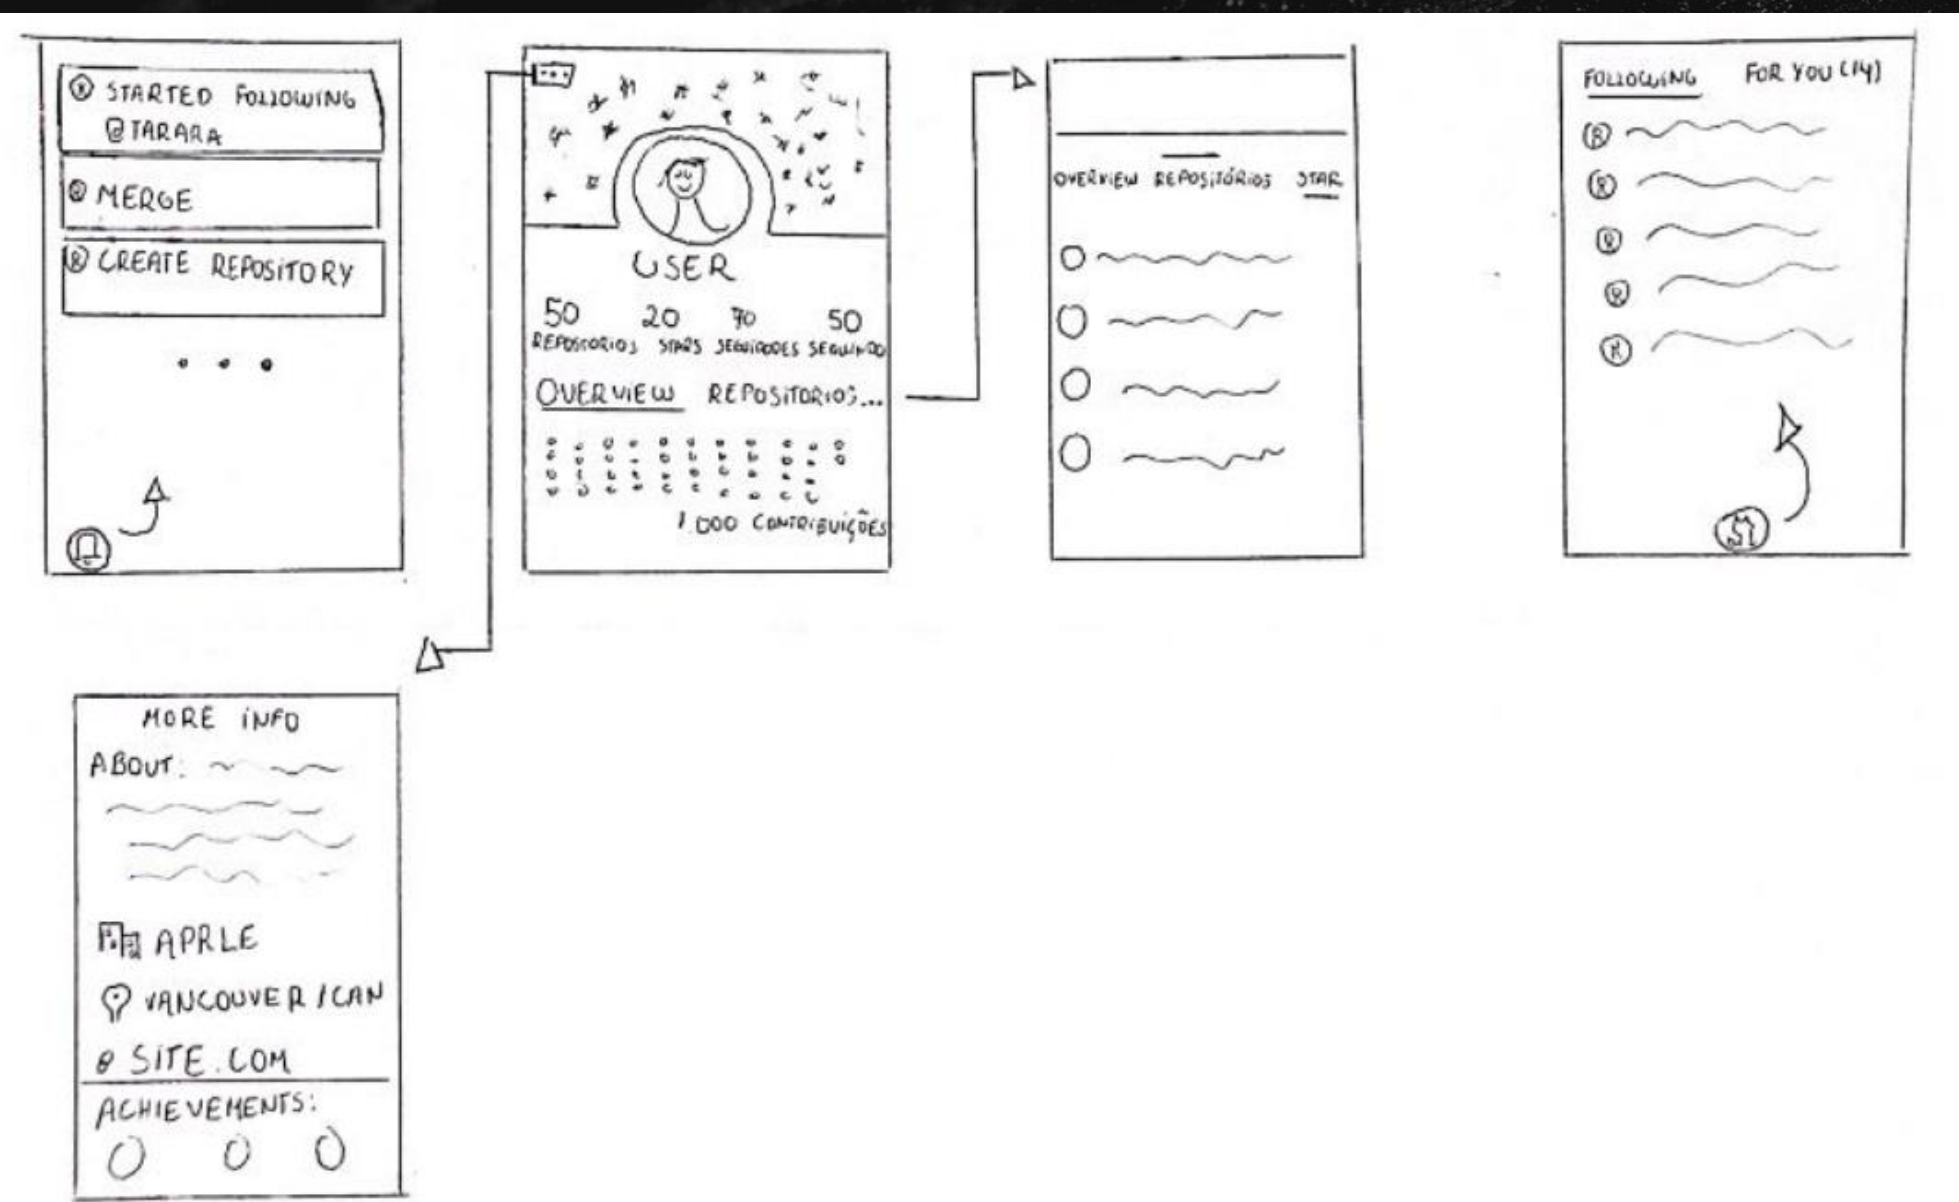 STARTED FOLLOWING
@TARARA
MERGE
CREATE REPOSITORY
USER
50 20 70 50
REPOSITORIOS STARS SEGUIDORES SEGUINDO
OVERVIEW REPOSITORIOS...
1.000 CONTRIBUIÇÕES
OVERVIEW REPOSITÓRIOS STAR
FOLLOWING FOR YOU (14)
MORE INFO
ABOUT:
APRLE
VANCOUVER/CAN
SITE.COM
ACHIEVEMENTS: